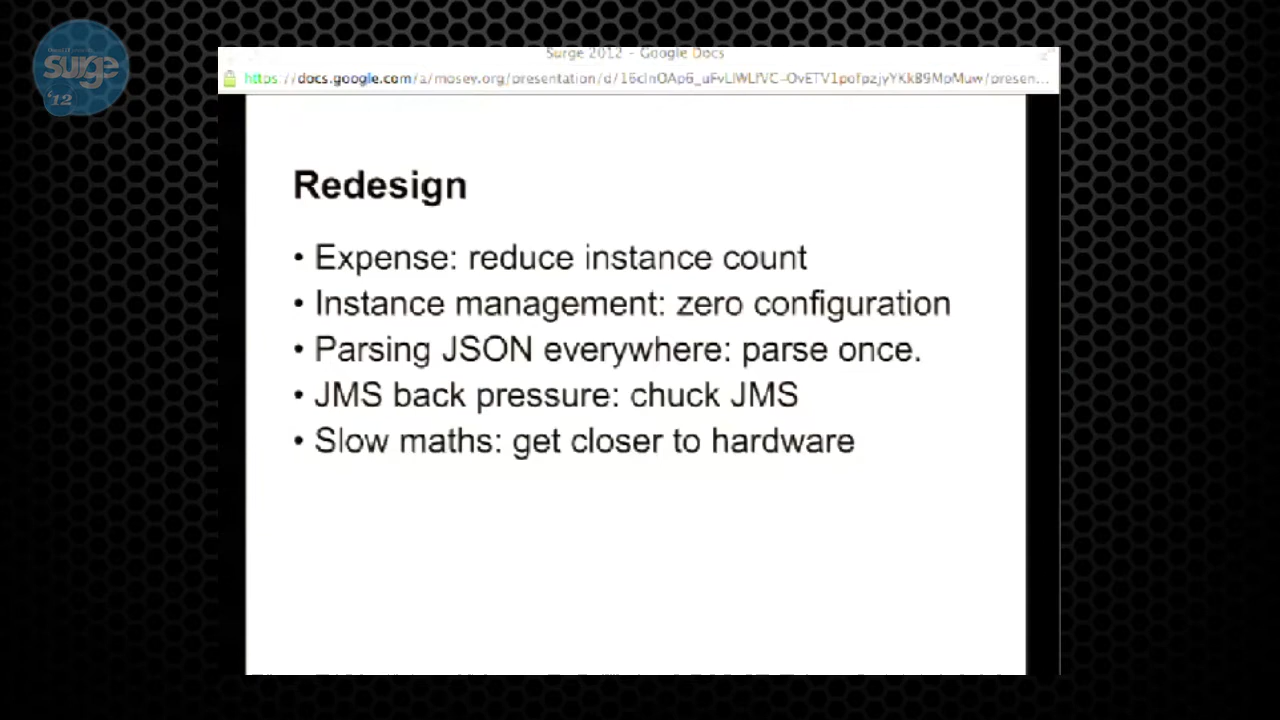 surge
'12
Surge 2012 - Google Docs
Redesign
• Expense: reduce instance count
• Instance management: zero configuration
• Parsing JSON everywhere: parse once.
• JMS back pressure: chuck JMS
• Slow maths: get closer to hardware